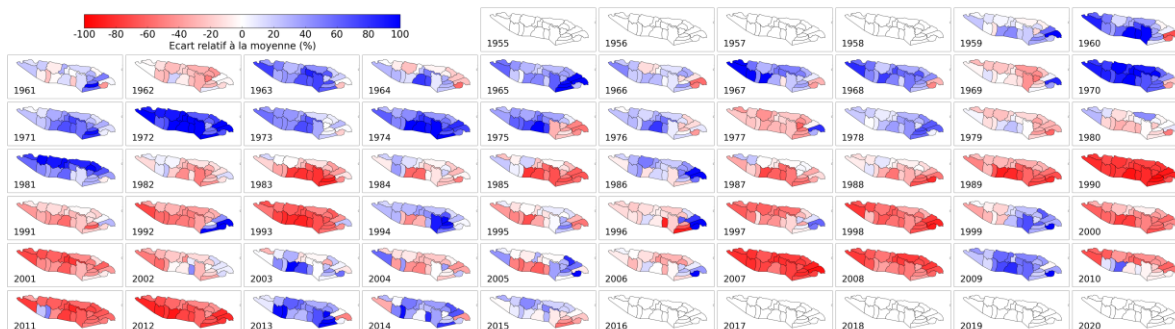 -100 -80 -60 -40 -20 0 20 40 60 80 100
Ecart relatif à la moyenne (%)
1955 1956 1957 1958 1959 1960
1961 1962 1963 1964 1965 1966 1967 1968 1969 1970
1971 1972 1973 1974 1975 1976 1977 1978 1979 1980
1981 1982 1983 1984 1985 1986 1987 1988 1989 1990
1991 1992 1993 1994 1995 1996 1997 1998 1999 2000
2001 2002 2003 2004 2005 2006 2007 2008 2009 2010
2011 2012 2013 2014 2015 2016 2017 2018 2019 2020